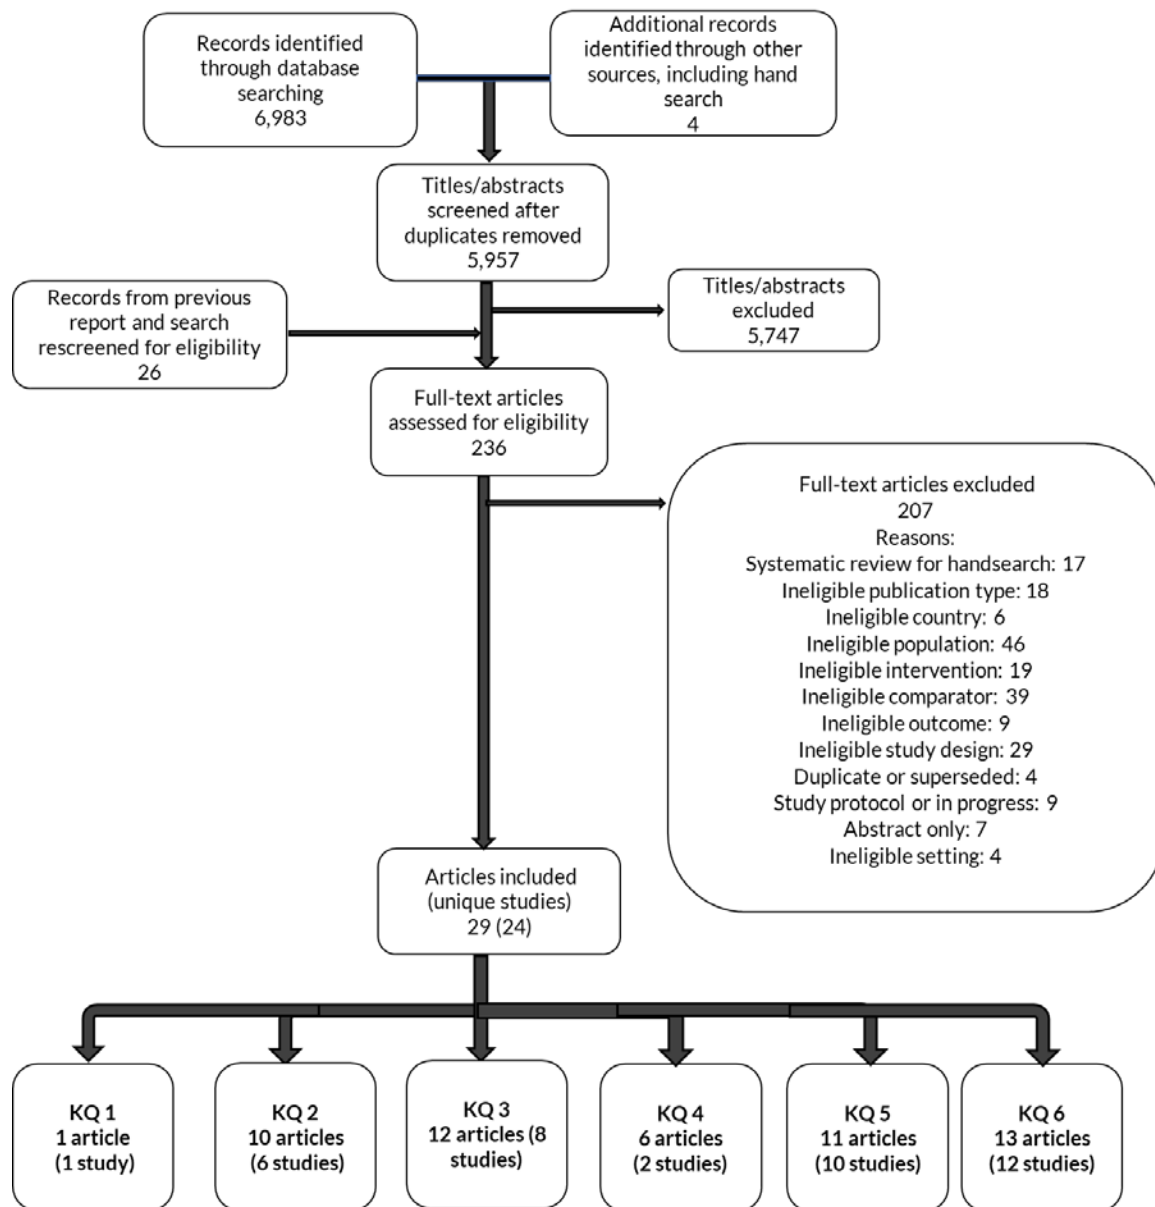 Records identified
through database
searching
6,983
Additional records
identified through other
sources, including hand
search
4
Titles/abstracts
screened after
duplicates removed
5,957
Records from previous
report and search
rescreened for eligibility
26
Titles/abstracts
excluded
5,747
Full-text articles
assessed for eligibility
236
Full-text articles excluded
207
Reasons:
Systematic review for handsearch: 17
Ineligible publication type: 18
Ineligible country: 6
Ineligible population: 46
Ineligible intervention: 19
Ineligible comparator: 39
Ineligible outcome: 9
Ineligible study design: 29
Duplicate or superseded: 4
Study protocol or in progress: 9
Abstract only: 7
Ineligible setting: 4
Articles included
(unique studies)
29 (24)
KQ 1
1 article
(1 study)
KQ 2
10 articles
(6 studies)
KQ 3
12 articles (8
studies)
KQ 4
6 articles
(2 studies)
KQ 5
11 articles
(10 studies)
KQ 6
13 articles
(12 studies)